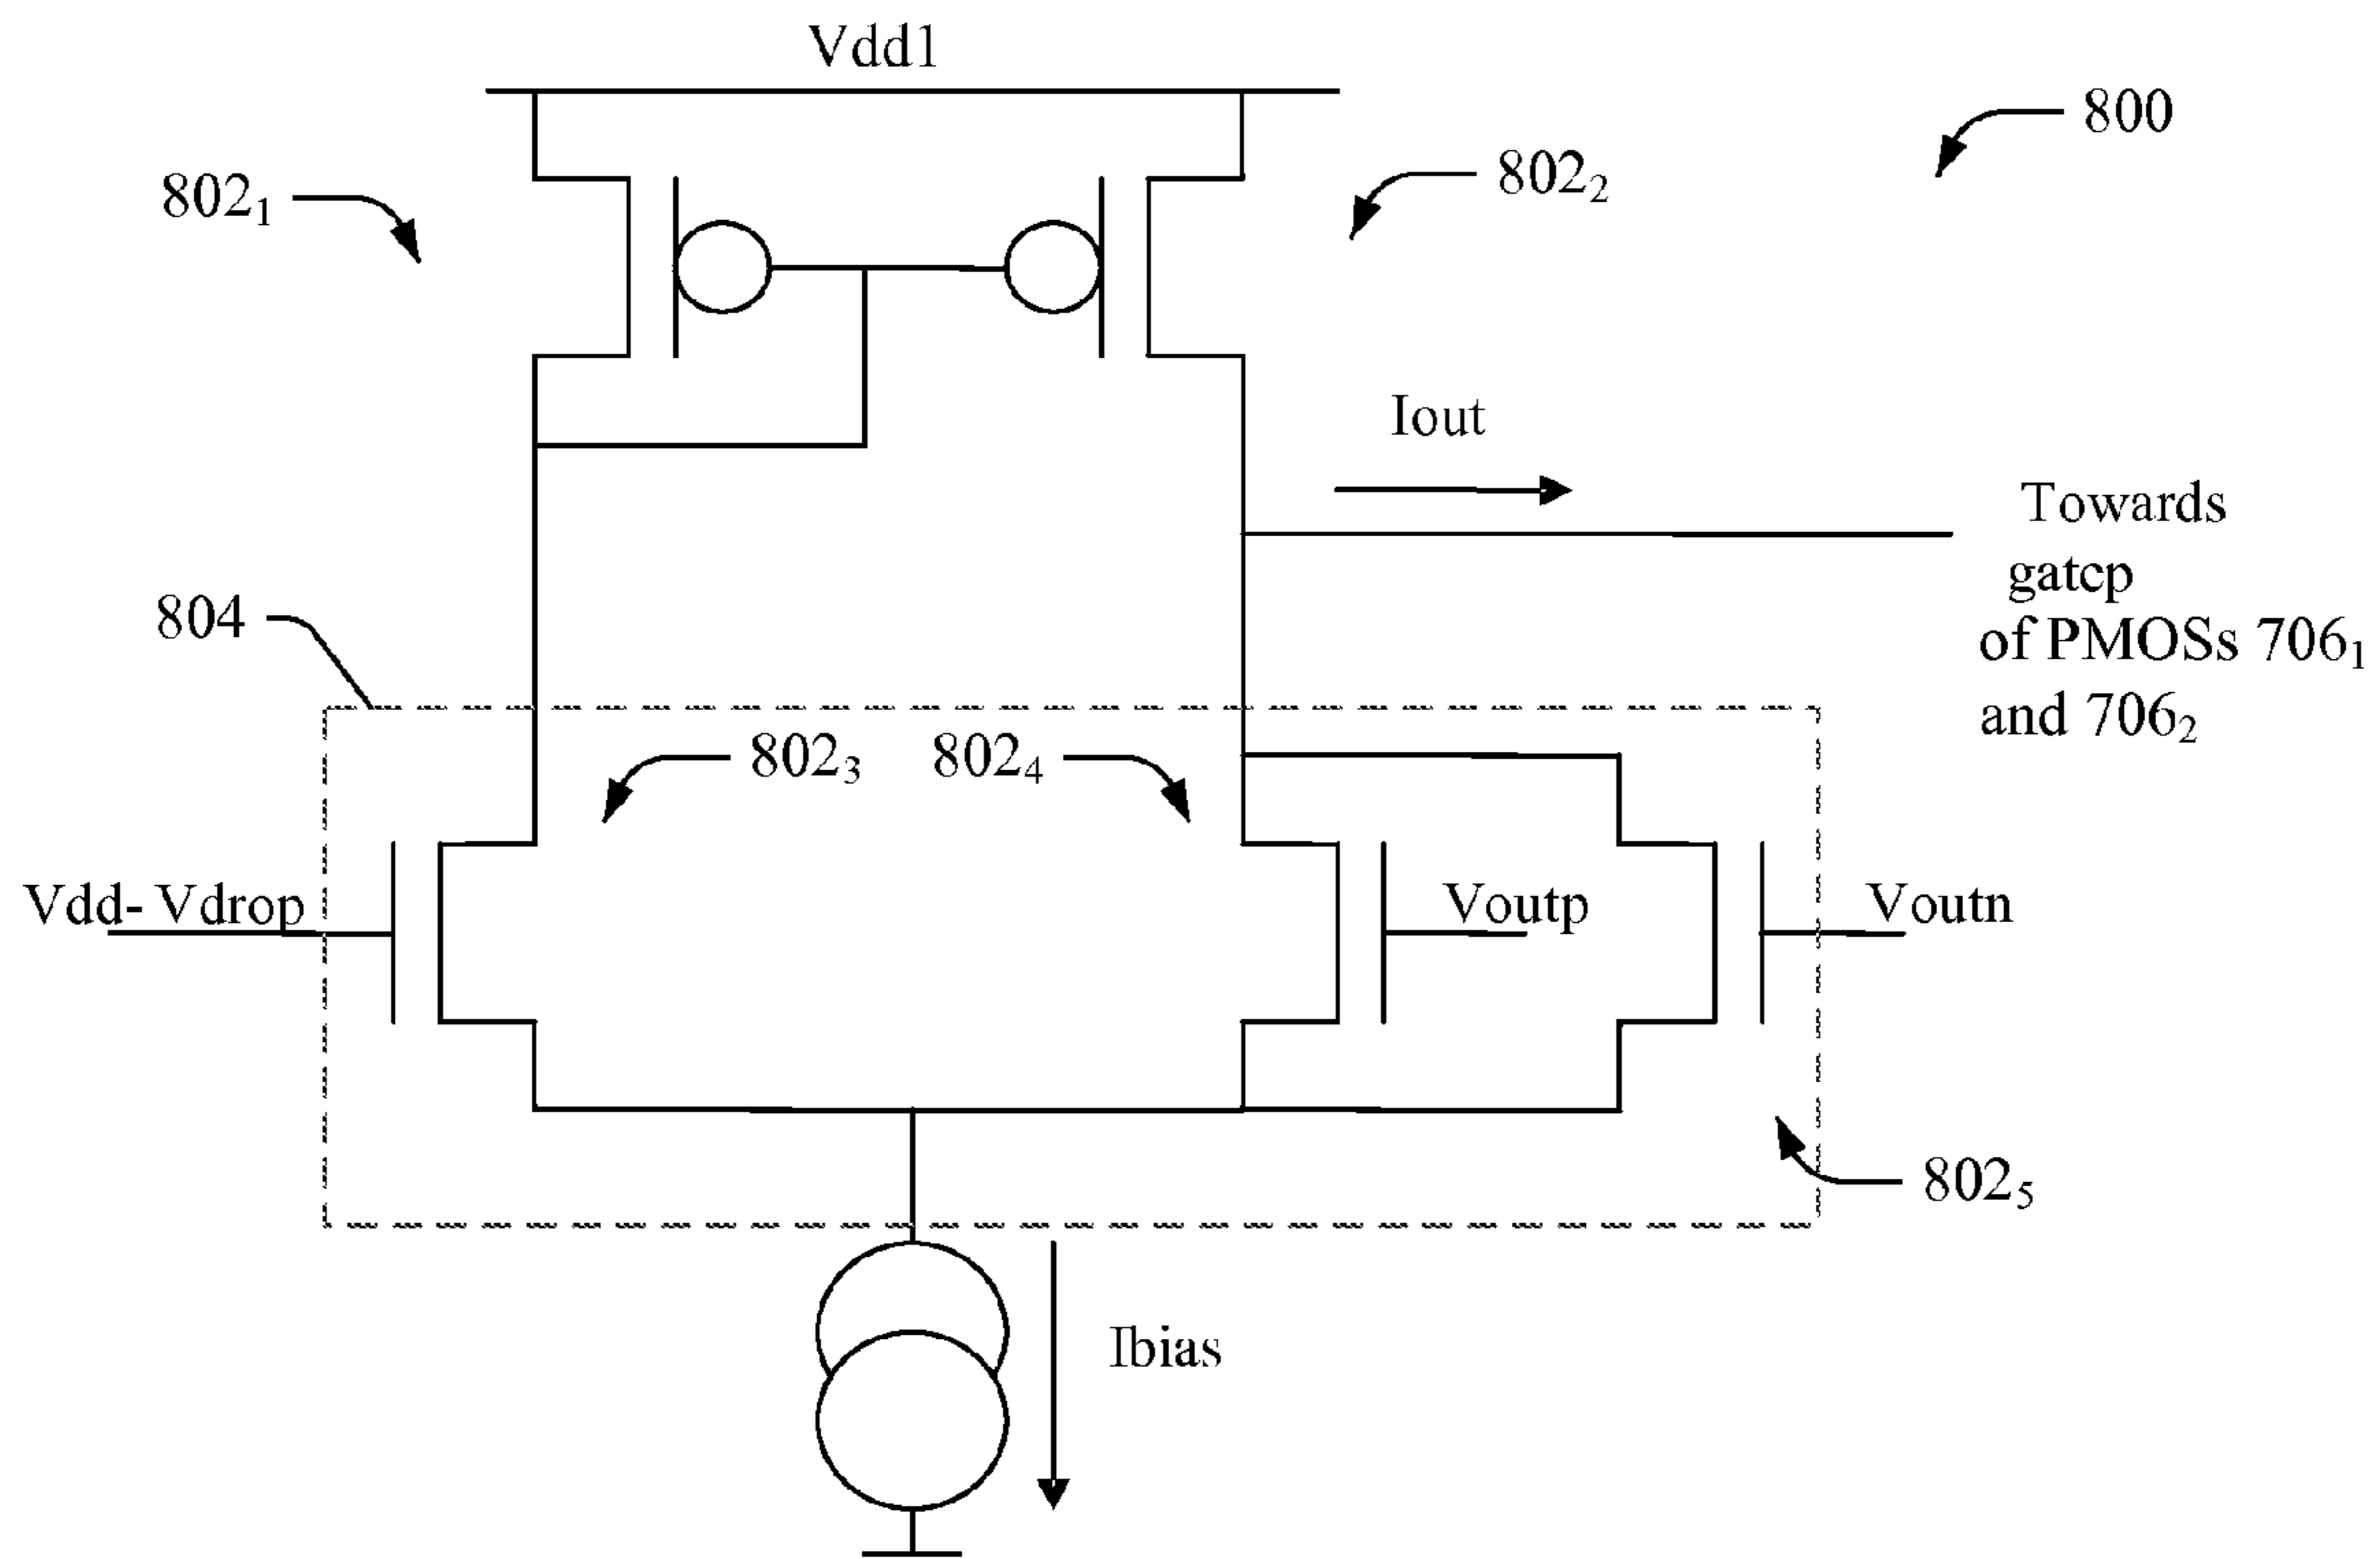 Vdd1
800
802₁
802₂
Iout
Towards
gatcp
of PMOSs 706₁
and 706₂
804
802₃
802₄
Vdd- Vdrop
Voutp
Voutn
802₅
Ibias